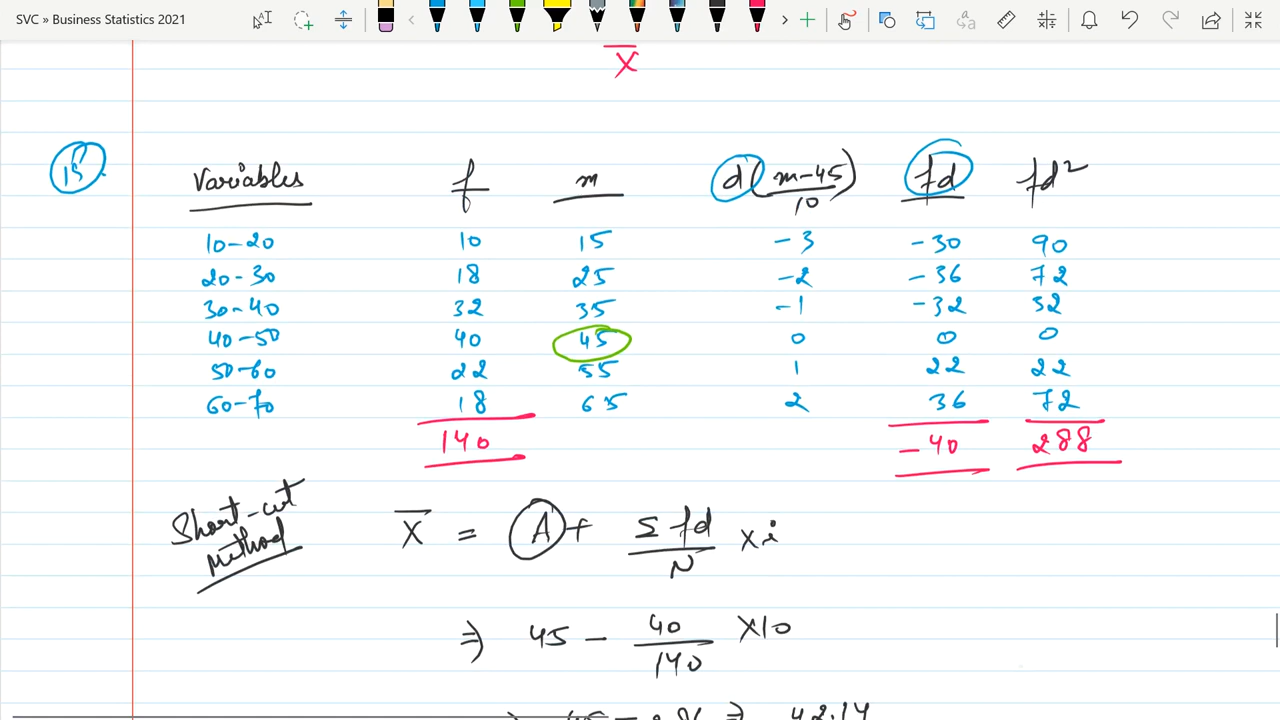 SVC » Business Statistics 2021
X
15
Variables f m d (m-45)/10 fd fd²
10-20 10 15 -3 -30 90
20-30 18 25 -2 -36 72
30-40 32 35 -1 -32 32
40-50 40 45 0 0 0
50-60 22 55 1 22 22
60-70 18 65 2 36 72
140 -40 288
Short-cut Method X̅ = A + Σfd/N × i
⇒ 45 - 40/140 × 10
⇒ 42.14